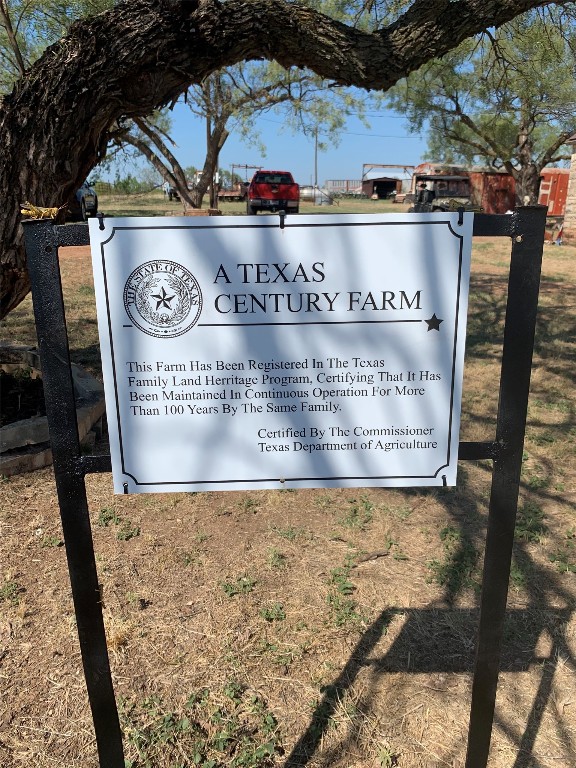 THE STATE OF TEXAS
A TEXAS
CENTURY FARM
This Farm Has Been Registered In The Texas
Family Land Herritage Program, Certifying That It Has
Been Maintained In Continuous Operation For More
Than 100 Years By The Same Family.
Certified By The Commissioner
Texas Department of Agriculture